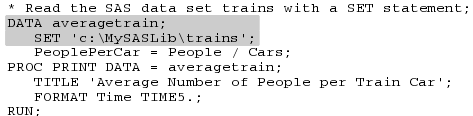 * Read the SAS data set trains with a SET statement;
DATA averagetrain;
SET 'c:\MySASLib\trains';
PeoplePerCar = People / Cars;
PROC PRINT DATA = averagetrain;
TITLE 'Average Number of People per Train Car';
FORMAT Time TIME5.;
RUN;